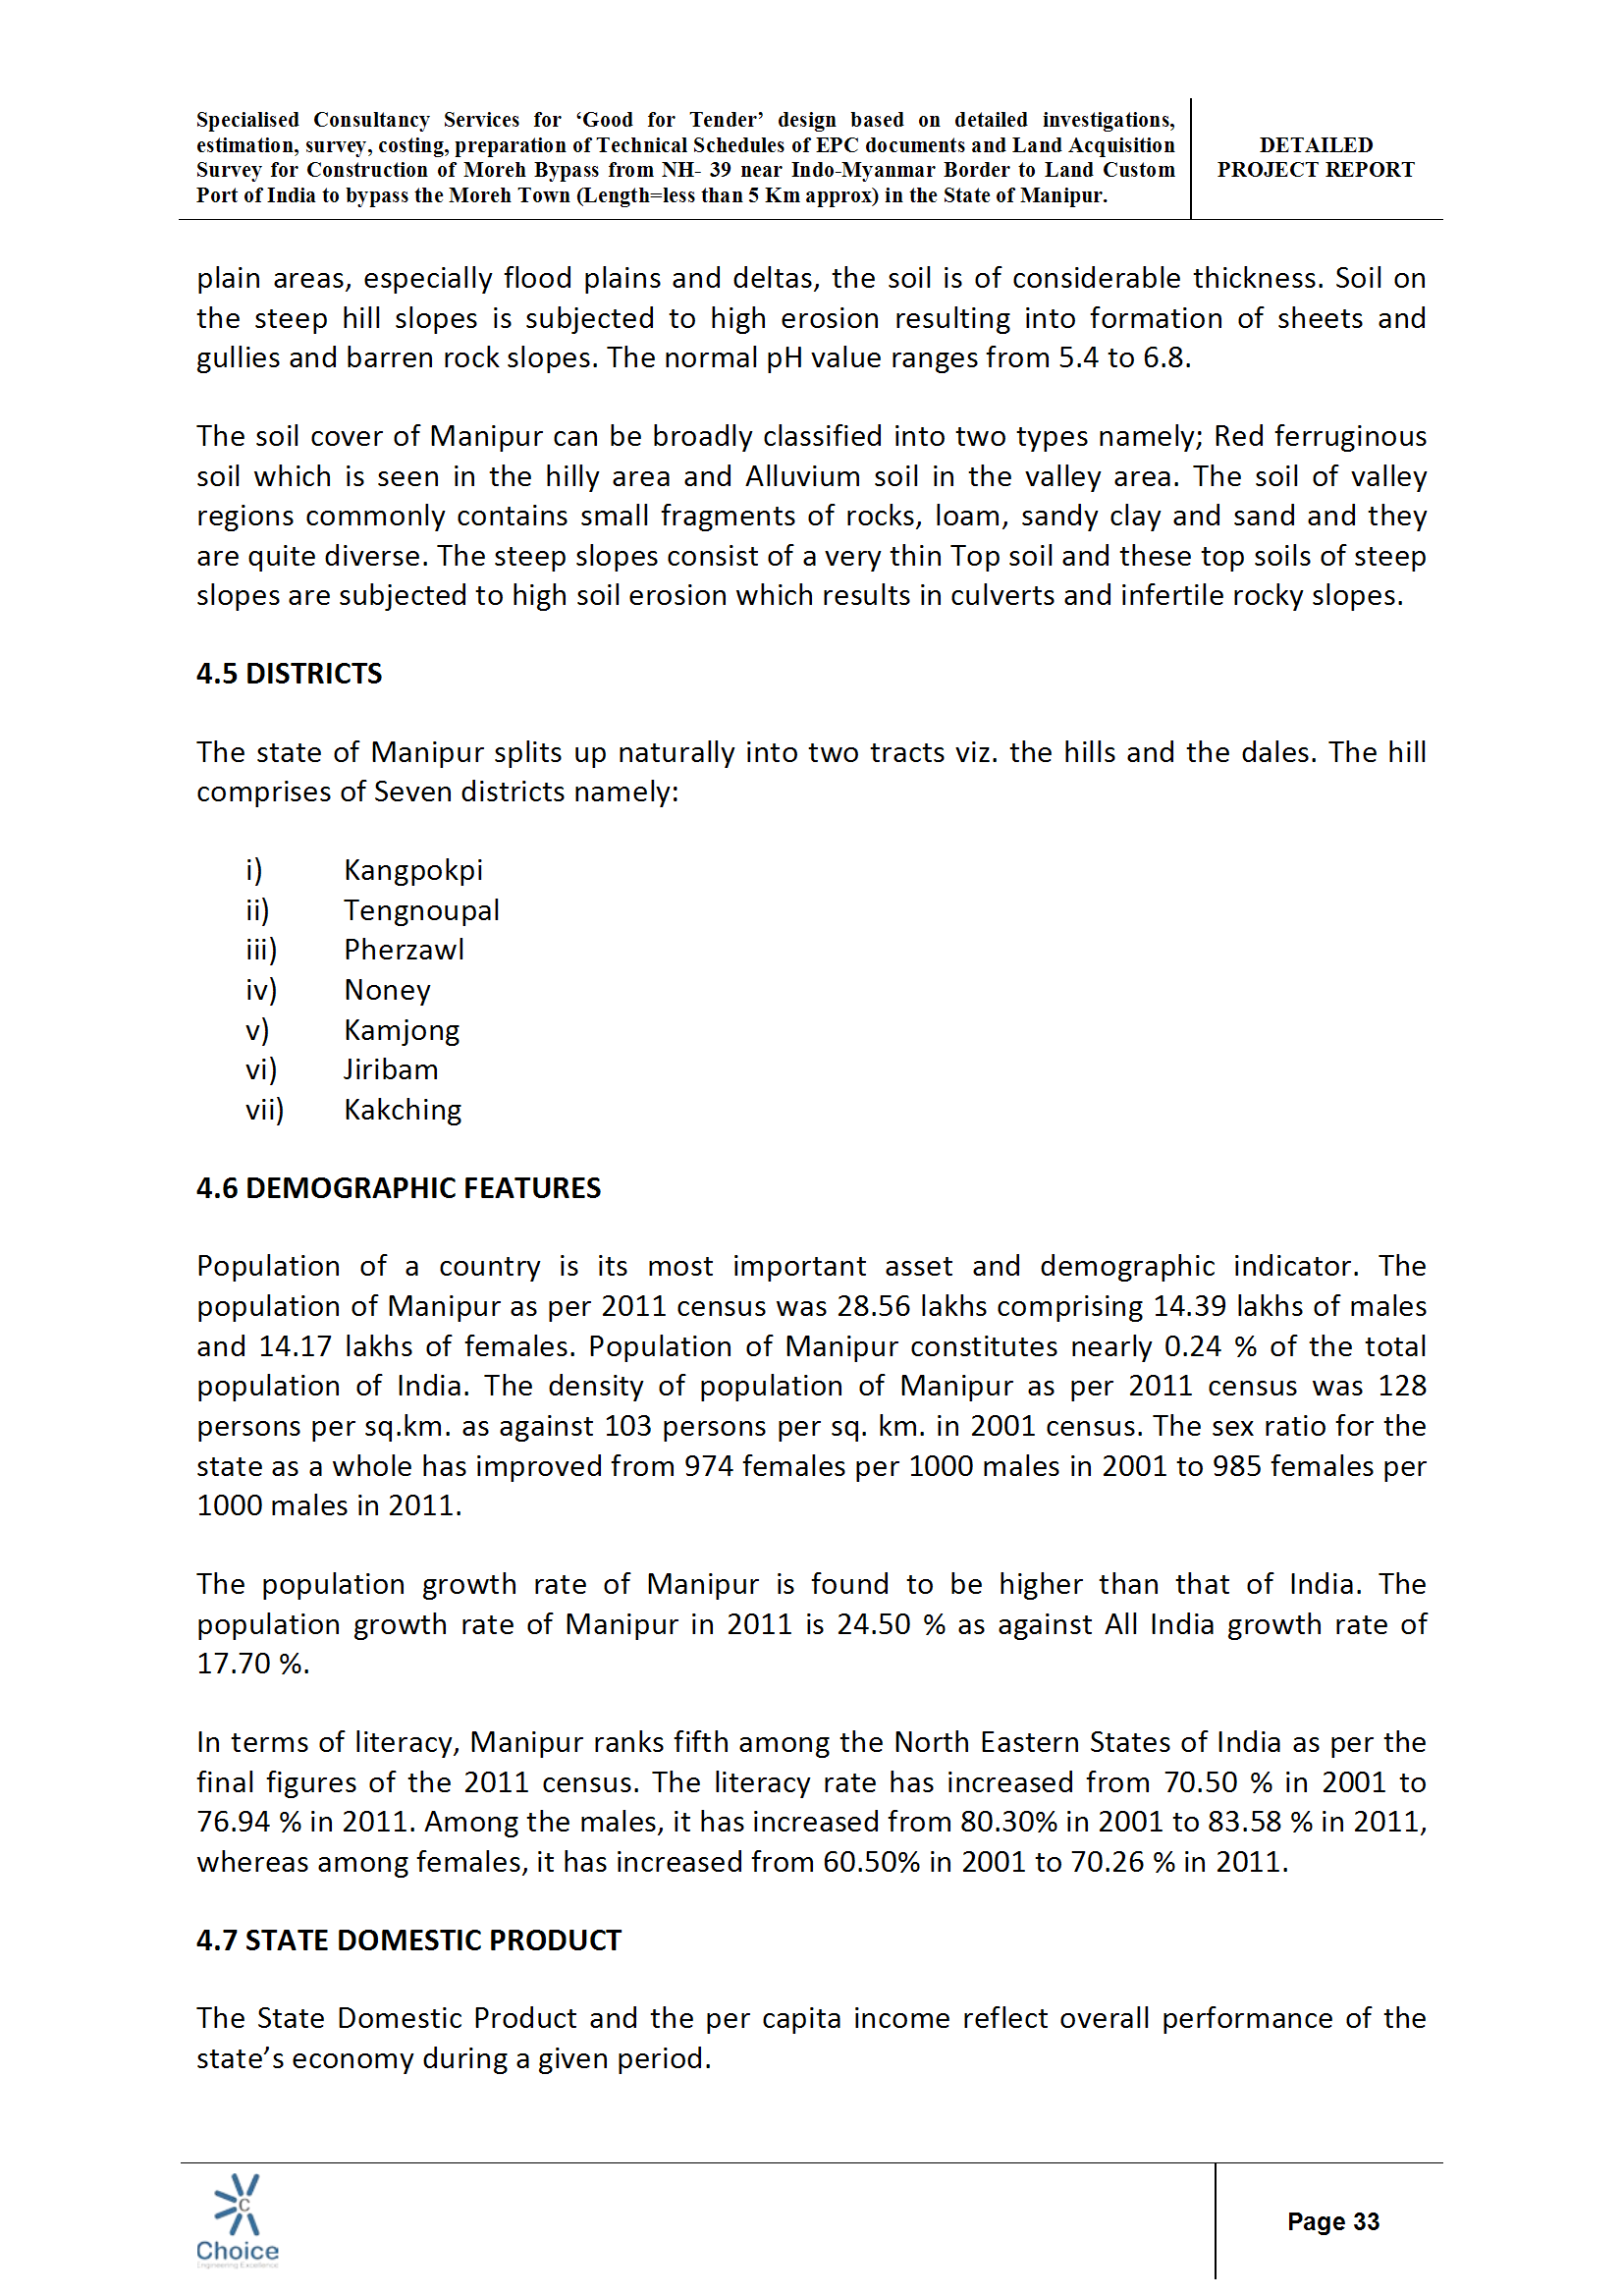 Specialised Consultancy Services for ‘Good for Tender’ design based on detailed investigations,
estimation, survey, costing, preparation of Technical Schedules of EPC documents and Land Acquisition
Survey for Construction of Moreh Bypass from NH- 39 near Indo-Myanmar Border to Land Custom
Port of India to bypass the Moreh Town (Length=less than 5 Km approx) in the State of Manipur.
DETAILED
PROJECT REPORT
plain areas, especially flood plains and deltas, the soil is of considerable thickness. Soil on
the steep hill slopes is subjected to high erosion resulting into formation of sheets and
gullies and barren rock slopes. The normal pH value ranges from 5.4 to 6.8.
The soil cover of Manipur can be broadly classified into two types namely; Red ferruginous
soil which is seen in the hilly area and Alluvium soil in the valley area. The soil of valley
regions commonly contains small fragments of rocks, loam, sandy clay and sand and they
are quite diverse. The steep slopes consist of a very thin Top soil and these top soils of steep
slopes are subjected to high soil erosion which results in culverts and infertile rocky slopes.
4.5 DISTRICTS
The state of Manipur splits up naturally into two tracts viz. the hills and the dales. The hill
comprises of Seven districts namely:
i) Kangpokpi
ii) Tengnoupal
iii) Pherzawl
iv) Noney
v) Kamjong
vi) Jiribam
vii) Kakching
4.6 DEMOGRAPHIC FEATURES
Population of a country is its most important asset and demographic indicator. The
population of Manipur as per 2011 census was 28.56 lakhs comprising 14.39 lakhs of males
and 14.17 lakhs of females. Population of Manipur constitutes nearly 0.24 % of the total
population of India. The density of population of Manipur as per 2011 census was 128
persons per sq.km. as against 103 persons per sq. km. in 2001 census. The sex ratio for the
state as a whole has improved from 974 females per 1000 males in 2001 to 985 females per
1000 males in 2011.
The population growth rate of Manipur is found to be higher than that of India. The
population growth rate of Manipur in 2011 is 24.50 % as against All India growth rate of
17.70 %.
In terms of literacy, Manipur ranks fifth among the North Eastern States of India as per the
final figures of the 2011 census. The literacy rate has increased from 70.50 % in 2001 to
76.94 % in 2011. Among the males, it has increased from 80.30% in 2001 to 83.58 % in 2011,
whereas among females, it has increased from 60.50% in 2001 to 70.26 % in 2011.
4.7 STATE DOMESTIC PRODUCT
The State Domestic Product and the per capita income reflect overall performance of the
state’s economy during a given period.
C
Choice
Engineering Excellence
Page 33